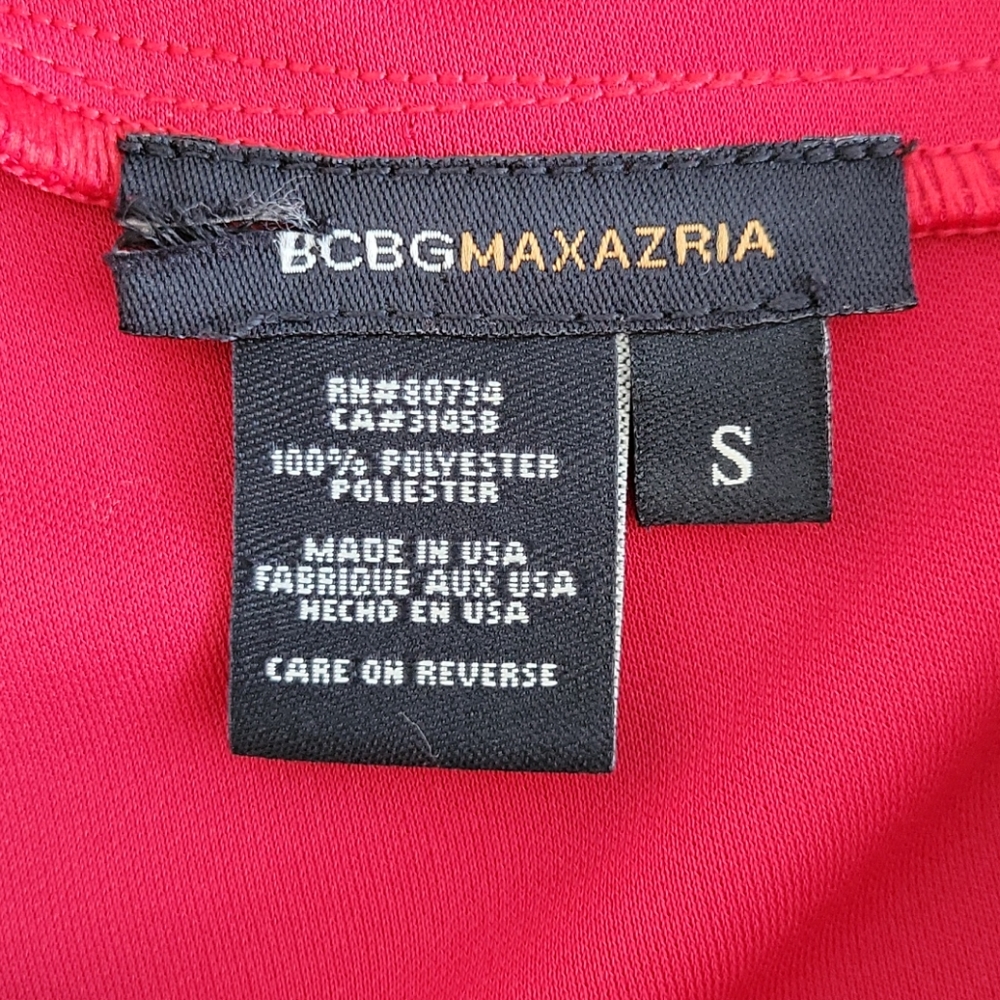 BCBGMAXAZRIA
RN#80734
CA#31458
100% POLYESTER
POLIESTER
MADE IN USA
FABRIQUE AUX USA
HECHO EN USA
CARE ON REVERSE
S